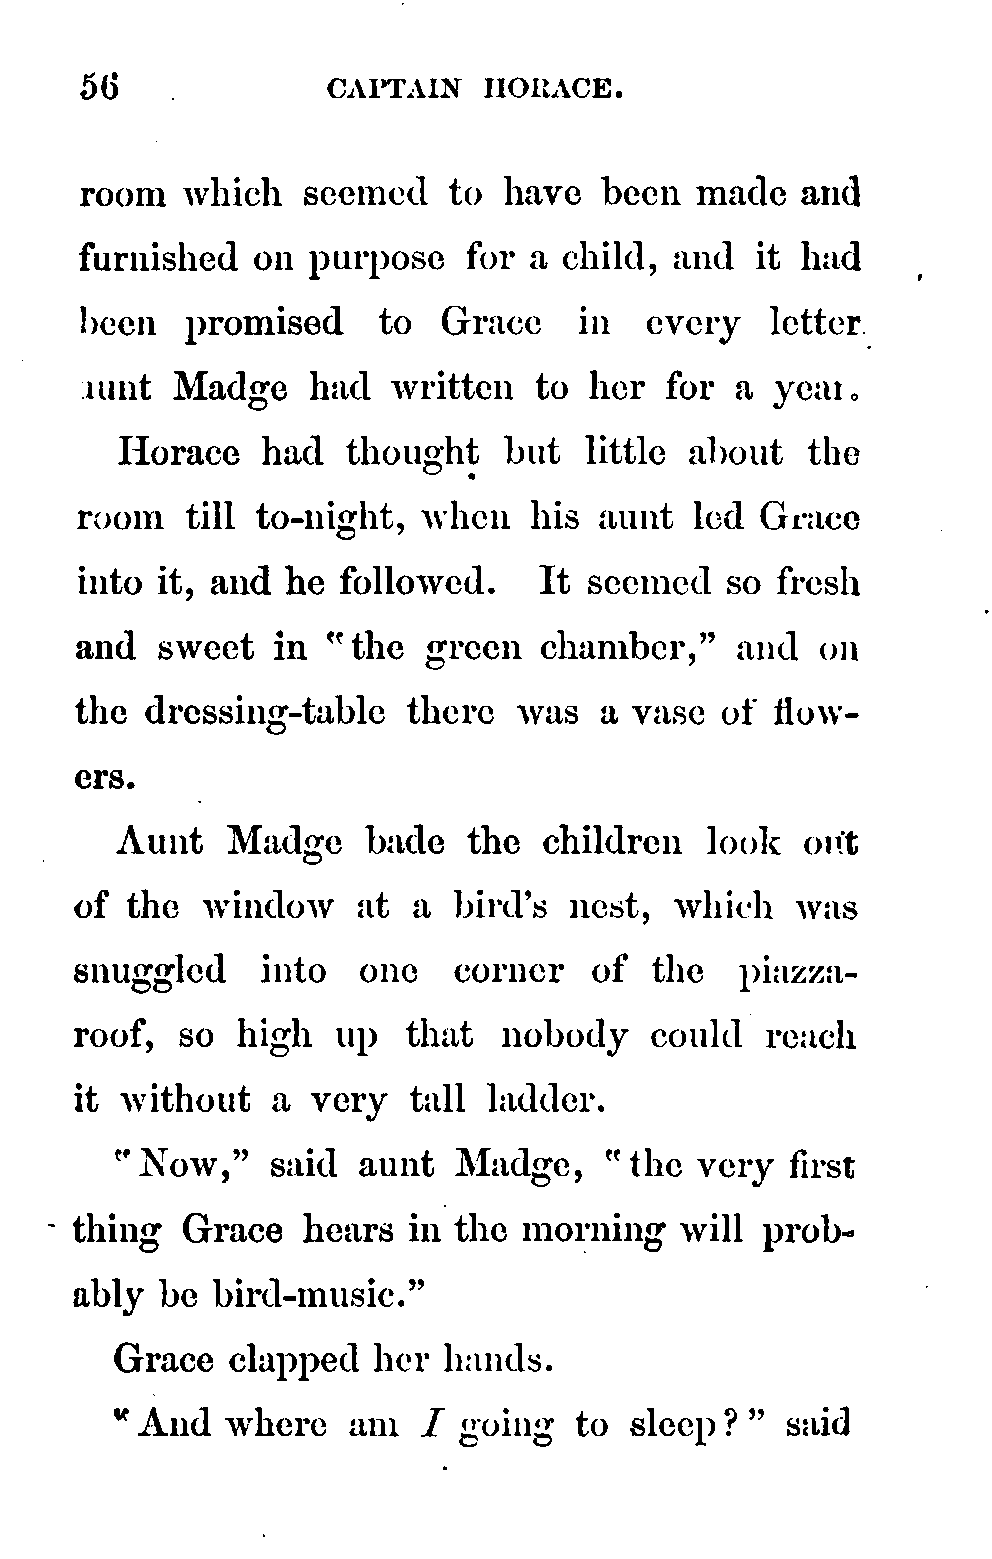 56 CAPTAIN HORACE.
room which seemed to have been made and
furnished on purpose for a child, and it had
been promised to Grace in every letter
aunt Madge had written to her for a year.
Horace had thought but little about the
room till to-night, when his aunt led Grace
into it, and he followed. It seemed so fresh
and sweet in "the green chamber," and on
the dressing-table there was a vase of flow-
ers.
Aunt Madge bade the children look out
of the window at a bird's nest, which was
snuggled into one corner of the piazza-
roof, so high up that nobody could reach
it without a very tall ladder.
"Now," said aunt Madge, "the very first
thing Grace hears in the morning will prob-
ably be bird-music."
Grace clapped her hands.
"And where am I going to sleep?" said